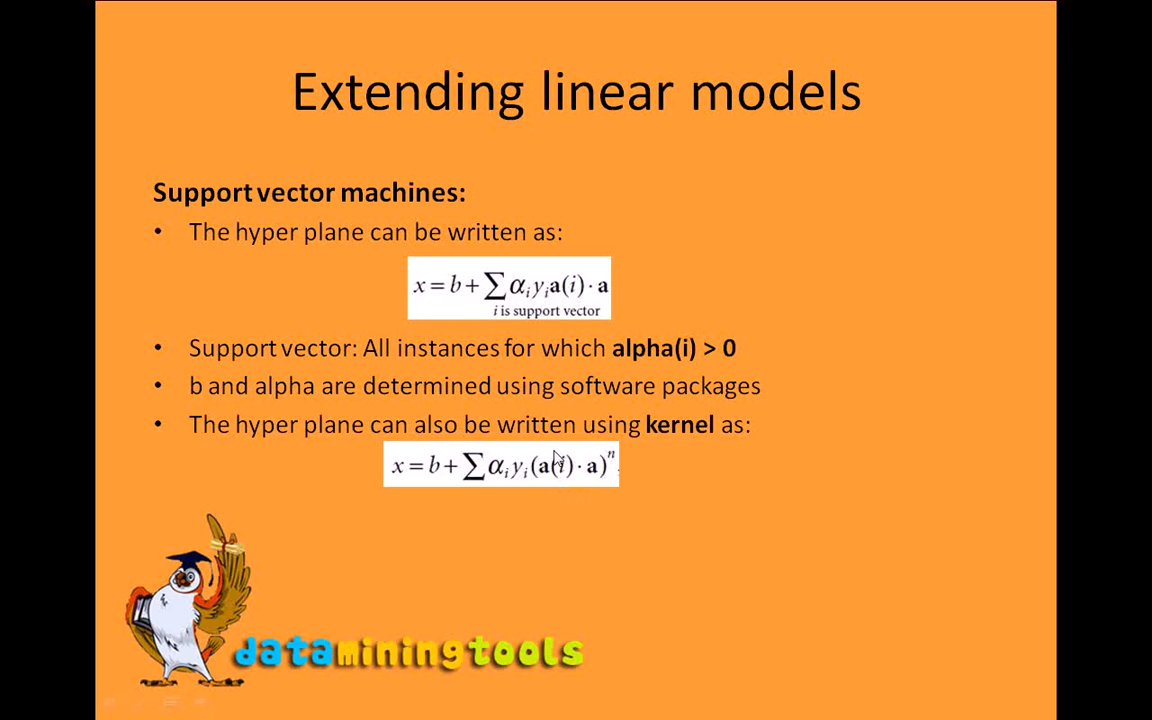 Extending linear models
Support vector machines:
• The hyper plane can be written as:
x = b + ∑ αᵢyᵢa(i) · a
i is support vector
• Support vector: All instances for which alpha(i) > 0
• b and alpha are determined using software packages
• The hyper plane can also be written using kernel as:
x = b + ∑ αᵢyᵢ(a(i) · a)ⁿ.
dataminingtools